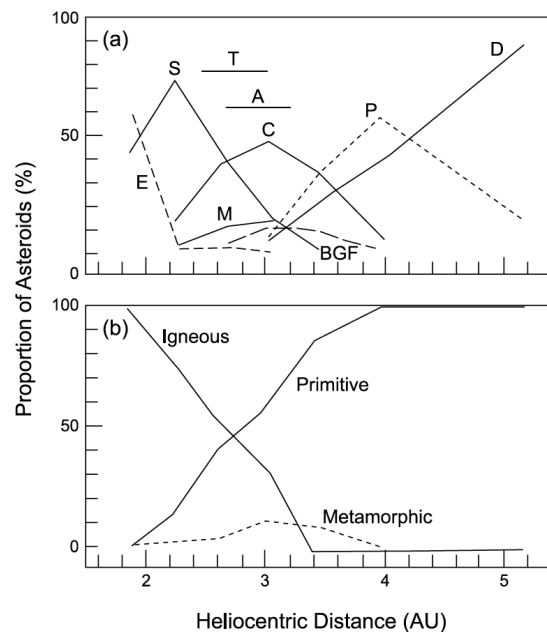 100
(a)
T
D
S
A
P
C
50
E
M
BGF
0
100
(b)
Igneous
Primitive
50
Metamorphic
0
2 3 4 5
Proportion of Asteroids (%)
Heliocentric Distance (AU)